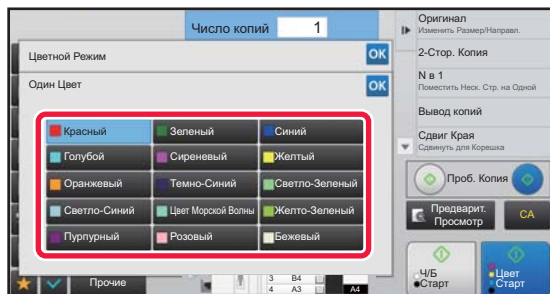 Число копий 1
Цветной Режим
OK
Один Цвет
OK
Красный
Зеленый
Синий
Голубой
Сиреневый
Желтый
Оранжевый
Темно-Синий
Светло-Зеленый
Светло-Синий
Цвет Морской Волны
Желто-Зеленый
Пурпурный
Розовый
Бежевый
Прочие
3 B4
4 A3
A4
Оригинал
Изменить Размер/Направл.
2-Стор. Копия
N в 1
Поместить Неск. Стр. на Одной
Вывод копий
Сдвиг Края
Сдвинуть для Корешка
Проб. Копия
Предварит.
Просмотр
CA
Ч/Б
Старт
Цвет
Старт